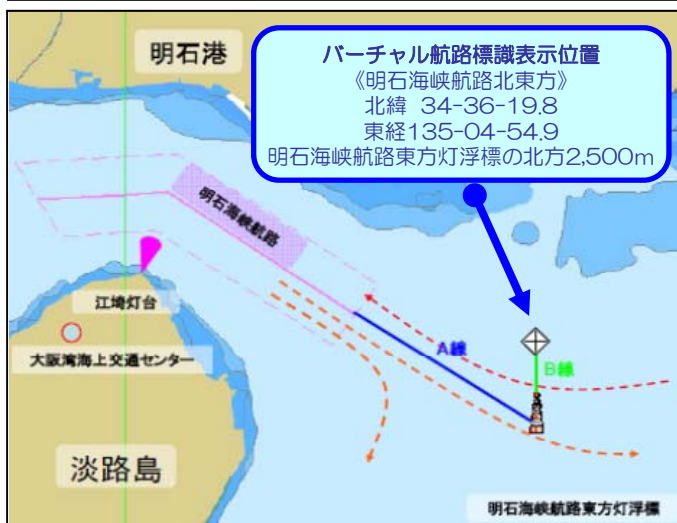 明石港
バーチャル航路標識表示位置
《明石海峡航路北東方》
北緯 34-36-19.8
東経135-04-54.9
明石海峡航路東方灯浮標の北方2,500m
明石海峡航路
江埼灯台
大阪湾海上交通センター
A線
B線
淡路島
明石海峡航路東方灯浮標